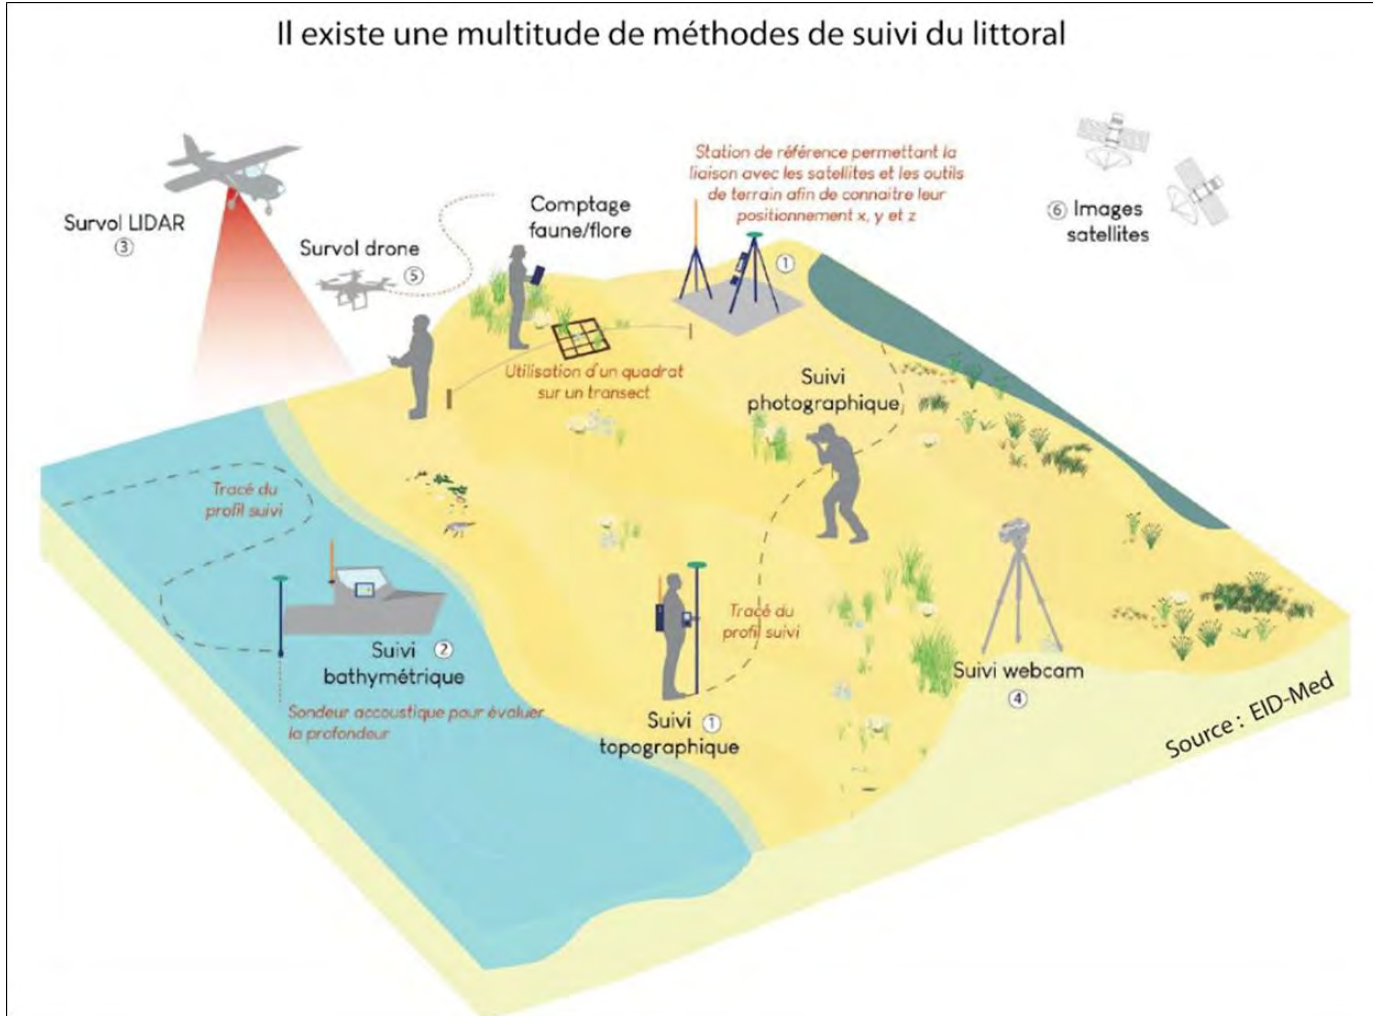 Il existe une multitude de méthodes de suivi du littoral
Station de référence permettant la
liaison avec les satellites et les outils
de terrain afin de connaitre leur
positionnement x, y et z
①
⑥ Images
satellites
Survol LIDAR
③
Survol drone
⑤
Comptage
faune/flore
Utilisation d'un quadrat
sur un transect
Suivi
photographique
Tracé du
profil suivi
Suivi ②
bathymétrique
Sondeur accoustique pour évaluer
la profondeur
Tracé du
profil suivi
Suivi ①
topographique
Suivi webcam
④
Source : EID-Med